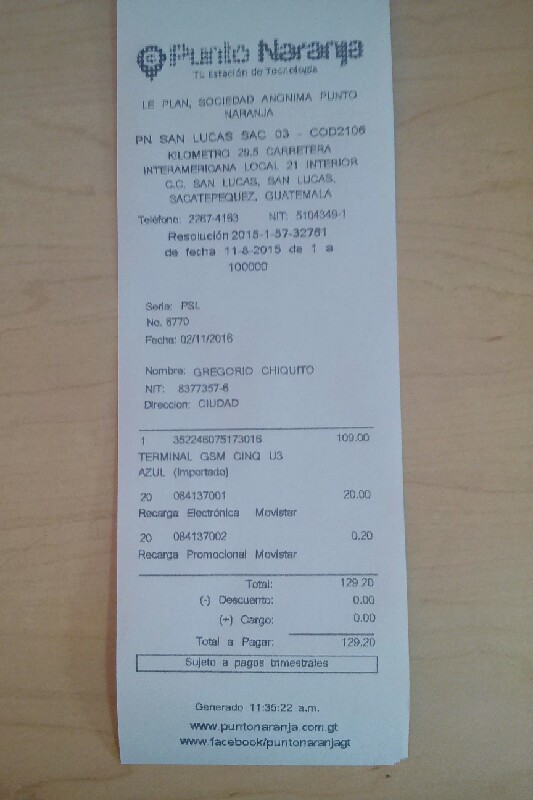 Punto Naranja
Tu Estación de Tecnología
LE PLAN, SOCIEDAD ANONIMA PUNTO
NARANJA
PN SAN LUCAS SAC 03 - COD2106
KILOMETRO 29.5 CARRETERA
INTERAMERICANA LOCAL 21 INTERIOR
C.C. SAN LUCAS, SAN LUCAS,
SACATEPEQUEZ, GUATEMALA
Teléfono: 2267-4163 NIT: 5104349-1
Resolución 2015-1-57-32761
de fecha 11-8-2015 de 1 a
100000
Serie: PSL
No. 6770
Fecha: 02/11/2016
Nombre: GREGORIO CHIQUITO
NIT: 8377357-6
Direccion: CIUDAD
1 352246075173016 109.00
TERMINAL GSM CINQ U3
AZUL (Importado)
20 084137001 20.00
Recarga Electrónica Movistar
20 084137002 0.20
Recarga Promocional Movistar
Total: 129.20
(-) Descuento: 0.00
(+) Cargo: 0.00
Total a Pagar: 129.20
Sujeto a pagos trimestrales
Generado 11:35:22 a.m.
www.puntonaranja.com.gt
www.facebook/puntonaranjagt